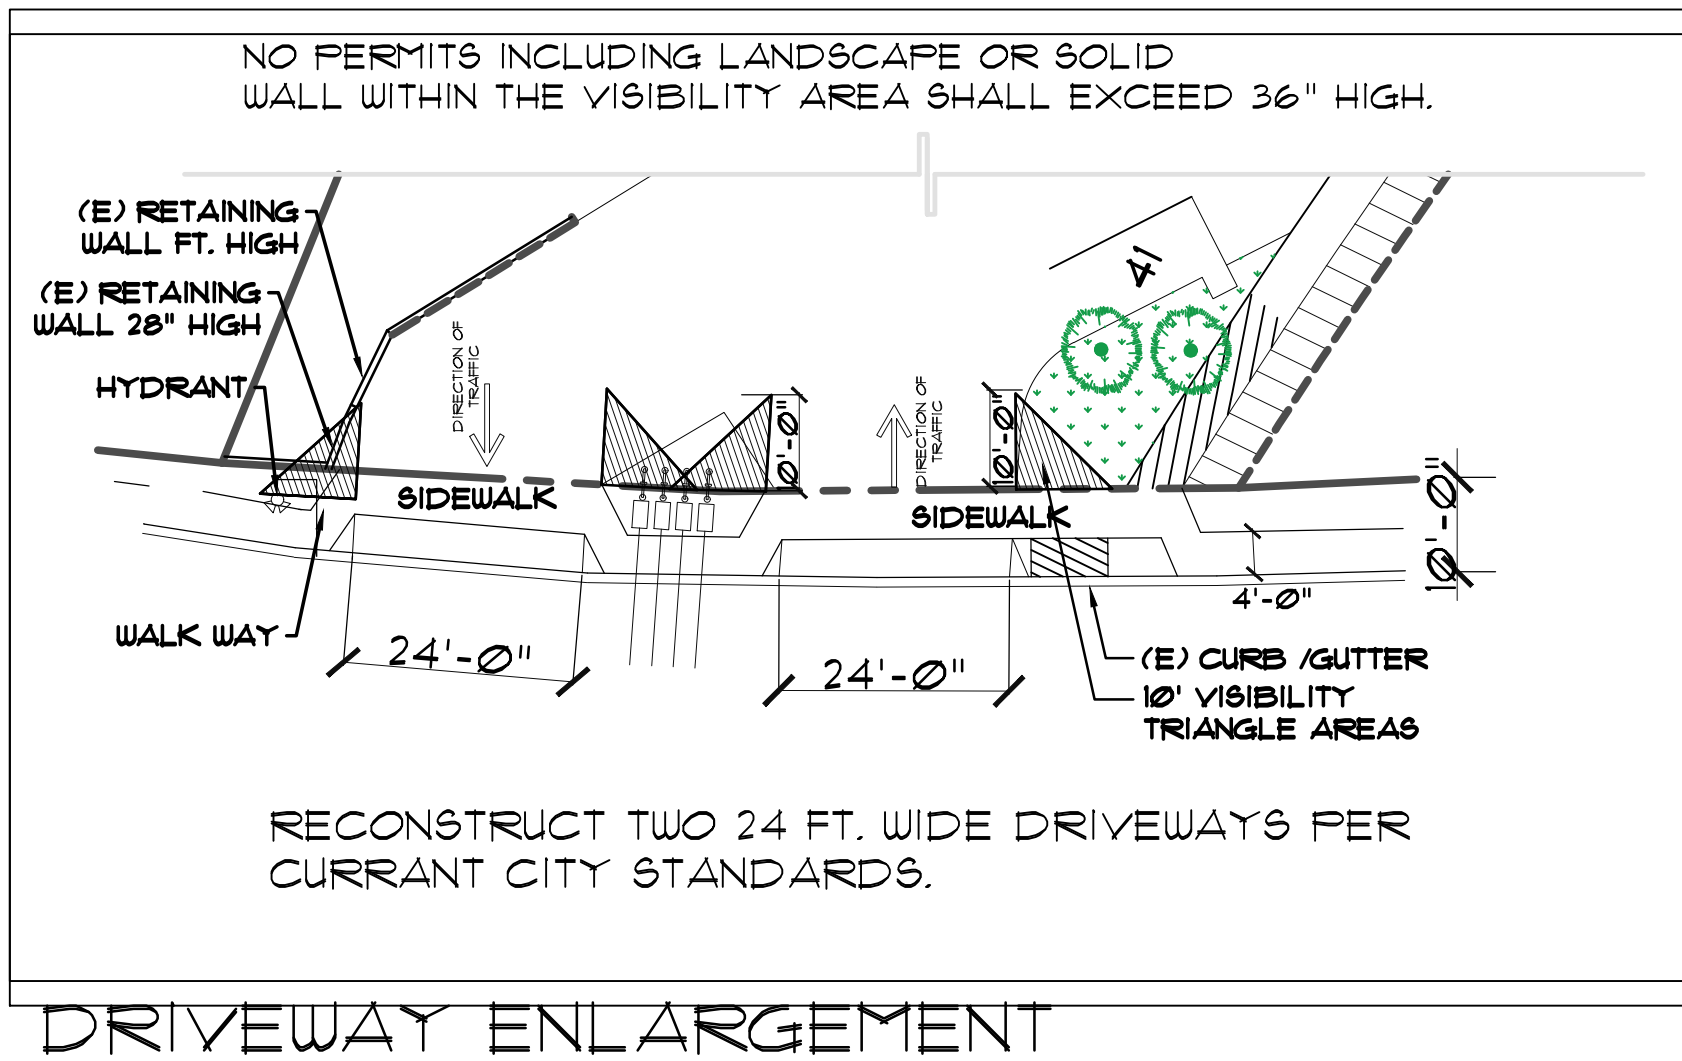 NO PERMITS INCLUDING LANDSCAPE OR SOLID
WALL WITHIN THE VISIBILITY AREA SHALL EXCEED 36" HIGH.
(E) RETAINING
WALL FT. HIGH
(E) RETAINING
WALL 28" HIGH
HYDRANT
DIRECTION OF
TRAFFIC
SIDEWALK
10'-0"
DIRECTION OF
TRAFFIC
10'-0"
41
SIDEWALK
10'-0"
4'-0"
WALK WAY
24'-0"
24'-0"
(E) CURB /GUTTER
10' VISIBILITY
TRIANGLE AREAS
RECONSTRUCT TWO 24 FT. WIDE DRIVEWAYS PER
CURRANT CITY STANDARDS.
DRIVEWAY ENLARGEMENT